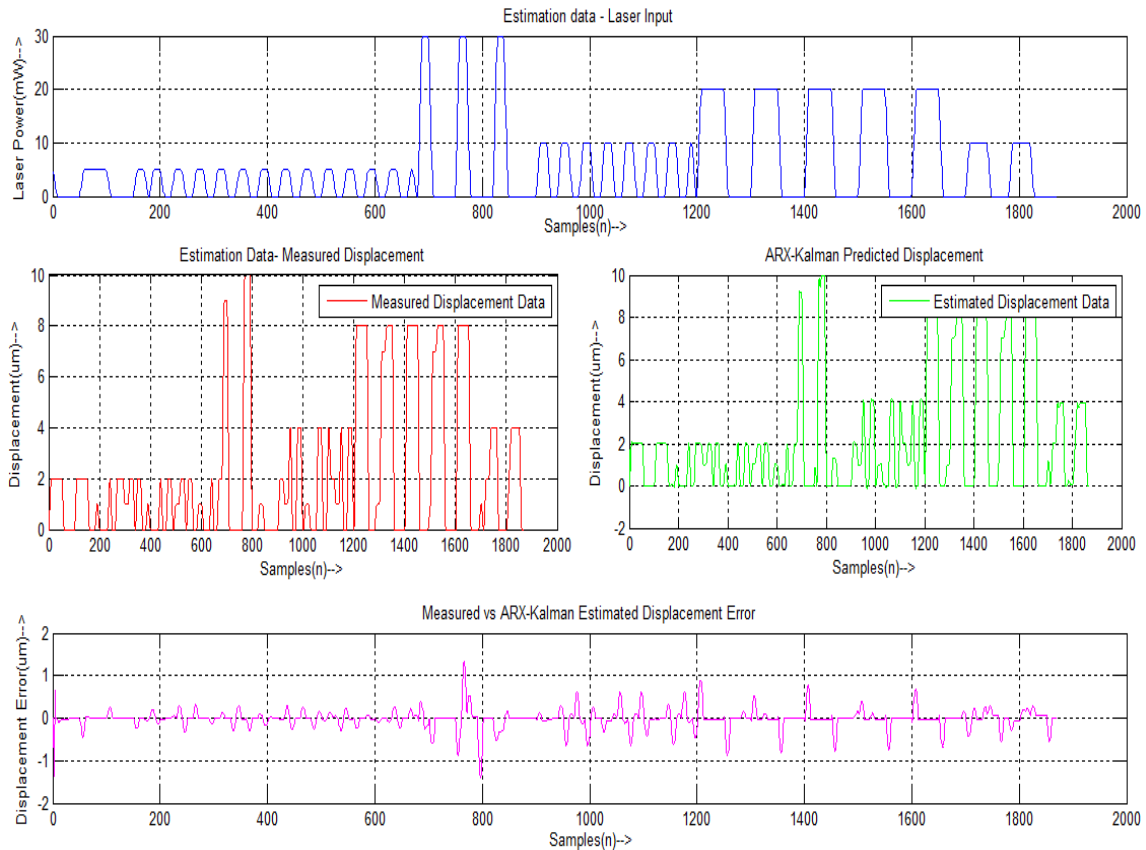 Estimation data - Laser Input
Laser Power(mW)-->
30
20
10
0
0 200 400 600 800 1000 1200 1400 1600 1800 2000
Samples(n)-->
Estimation Data- Measured Displacement
Displacement(um)-->
10
8
6
4
2
0
Measured Displacement Data
0 200 400 600 800 1000 1200 1400 1600 1800 2000
Samples(n)-->
ARX-Kalman Predicted Displacement
Displacement(um)-->
10
8
6
4
2
0
-2
Estimated Displacement Data
0 200 400 600 800 1000 1200 1400 1600 1800 2000
Samples(n)-->
Measured vs ARX-Kalman Estimated Displacement Error
Displacement Error(um)-->
2
1
0
-1
-2
0 200 400 600 800 1000 1200 1400 1600 1800 2000
Samples(n)-->